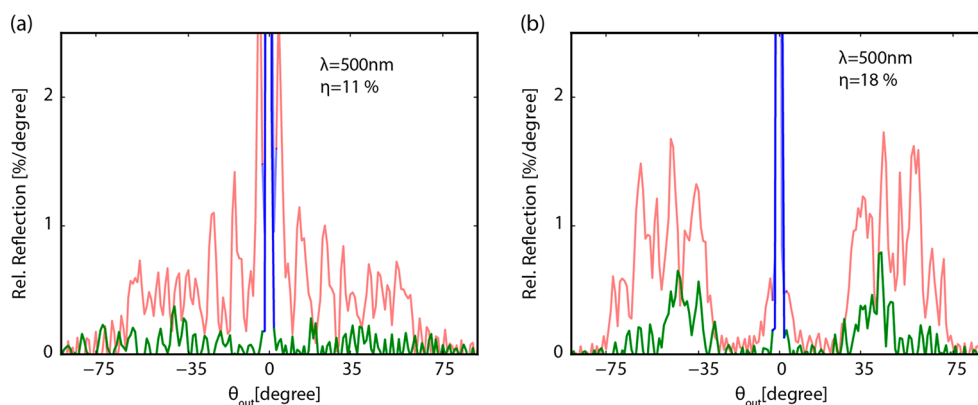 (a)
(b)
Rel. Reflection [%/degree]
2
1
0
λ=500nm
η=11 %
−75
−35
0
35
75
θout[degree]
Rel. Reflection [%/degree]
2
1
0
λ=500nm
η=18 %
−75
−35
0
35
75
θout[degree]